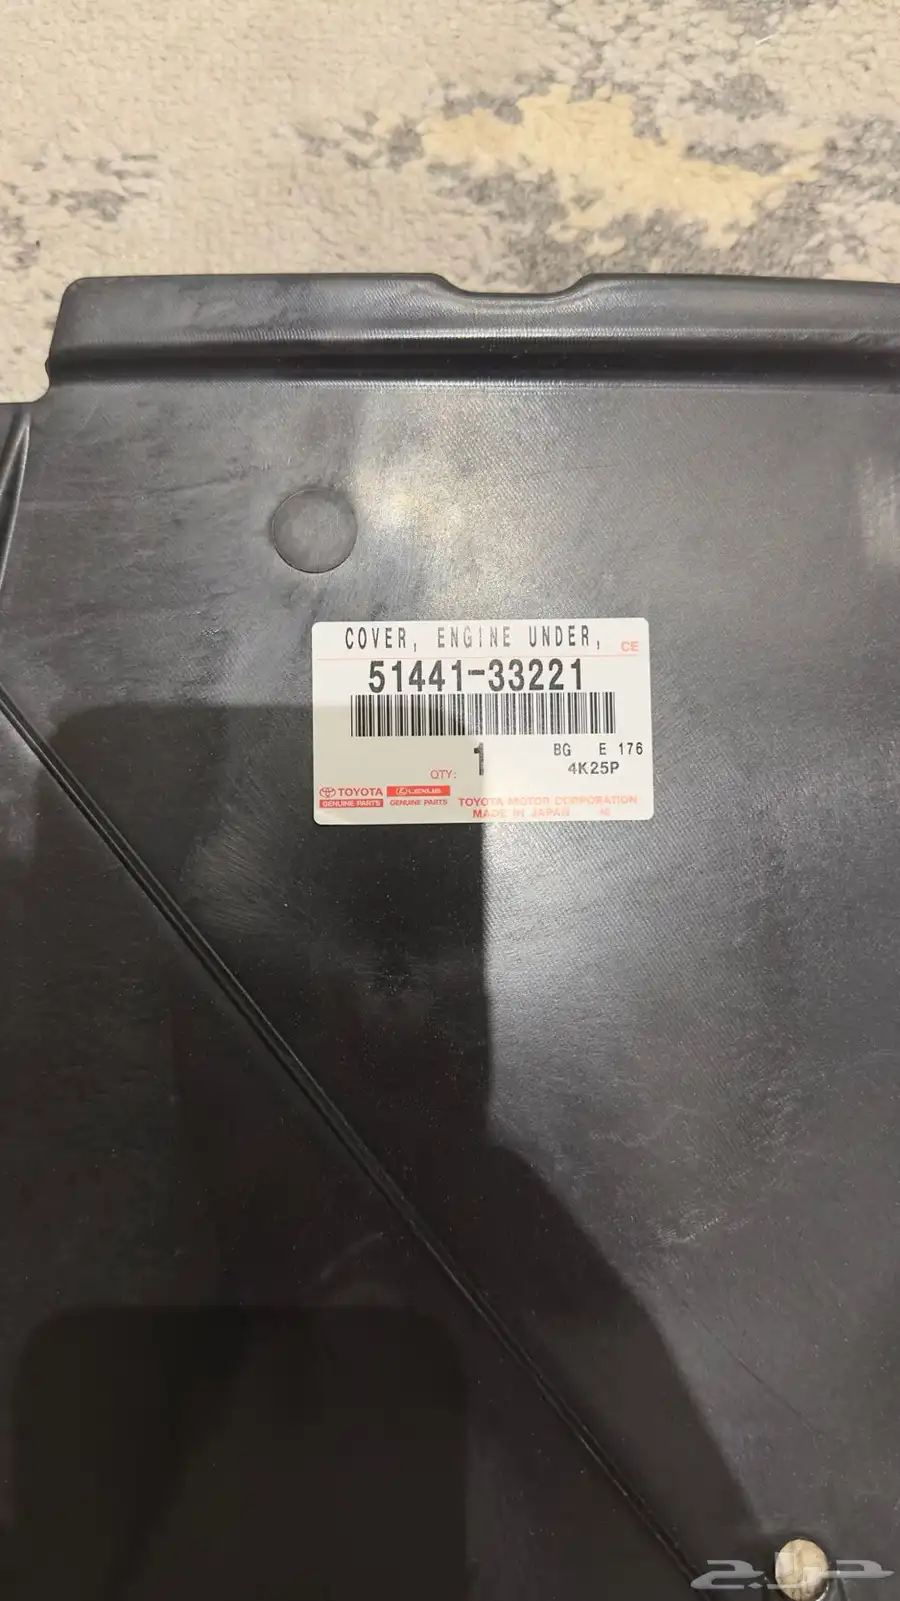 COVER, ENGINE UNDER,
CE
51441-33221
QTY: 1
BG E 176
4K25P
TOYOTA LEXUS
GENUINE PARTS GENUINE PARTS
TOYOTA MOTOR CORPORATION
MADE IN JAPAN
حراج